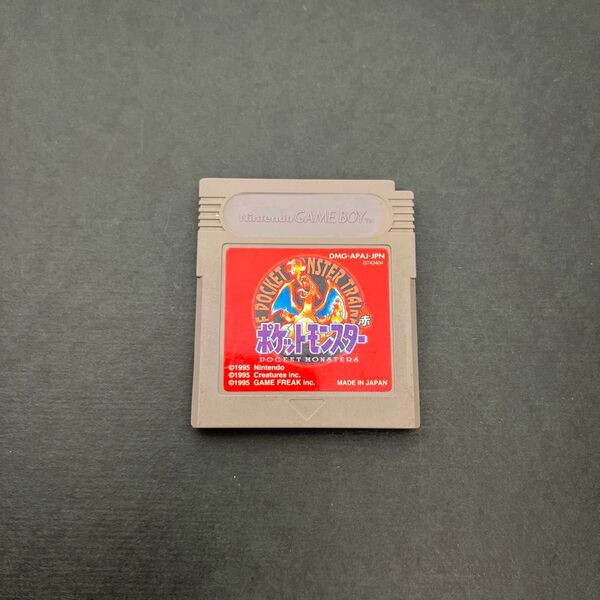 Nintendo GAME BOY TM
DMG-APAJ-JPN
POCKET MONSTER TRAINER
ポケットモンスター 赤
POCKET MONSTERS
©1995 Nintendo
©1995 Creatures inc.
©1995 GAME FREAK inc.
MADE IN JAPAN